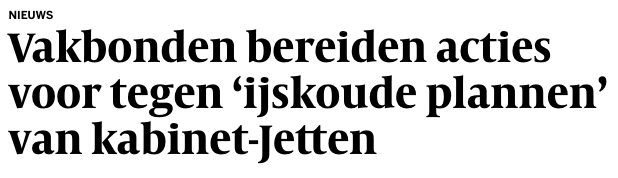 NIEUWS
Vakbonden bereiden acties
voor tegen ‘ijskoude plannen’
van kabinet-Jetten